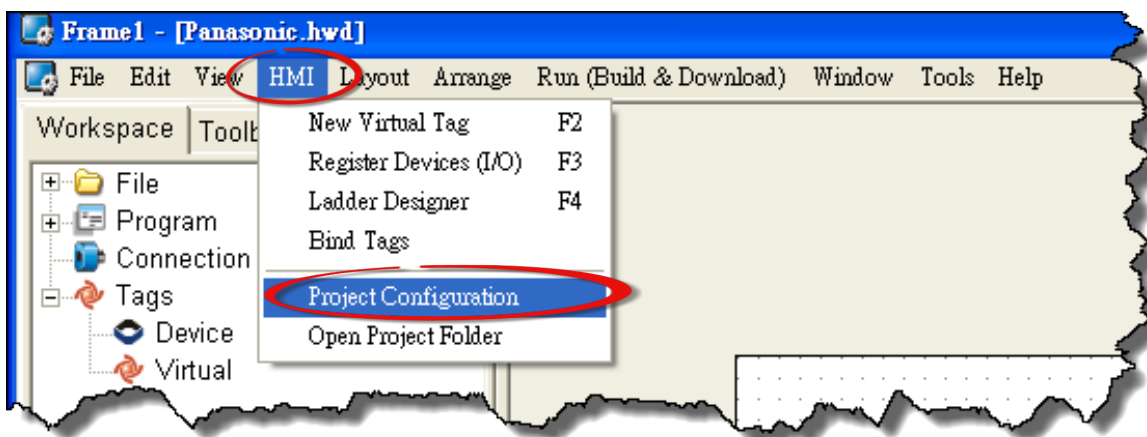 Frame1 - [Panasonic.hwd]
File Edit View HMI Layout Arrange Run (Build & Download) Window Tools Help
Workspace
New Virtual Tag F2
Register Devices (I/O) F3
Ladder Designer F4
Bind Tags
Project Configuration
Open Project Folder
File
Program
Connection
Tags
Device
Virtual